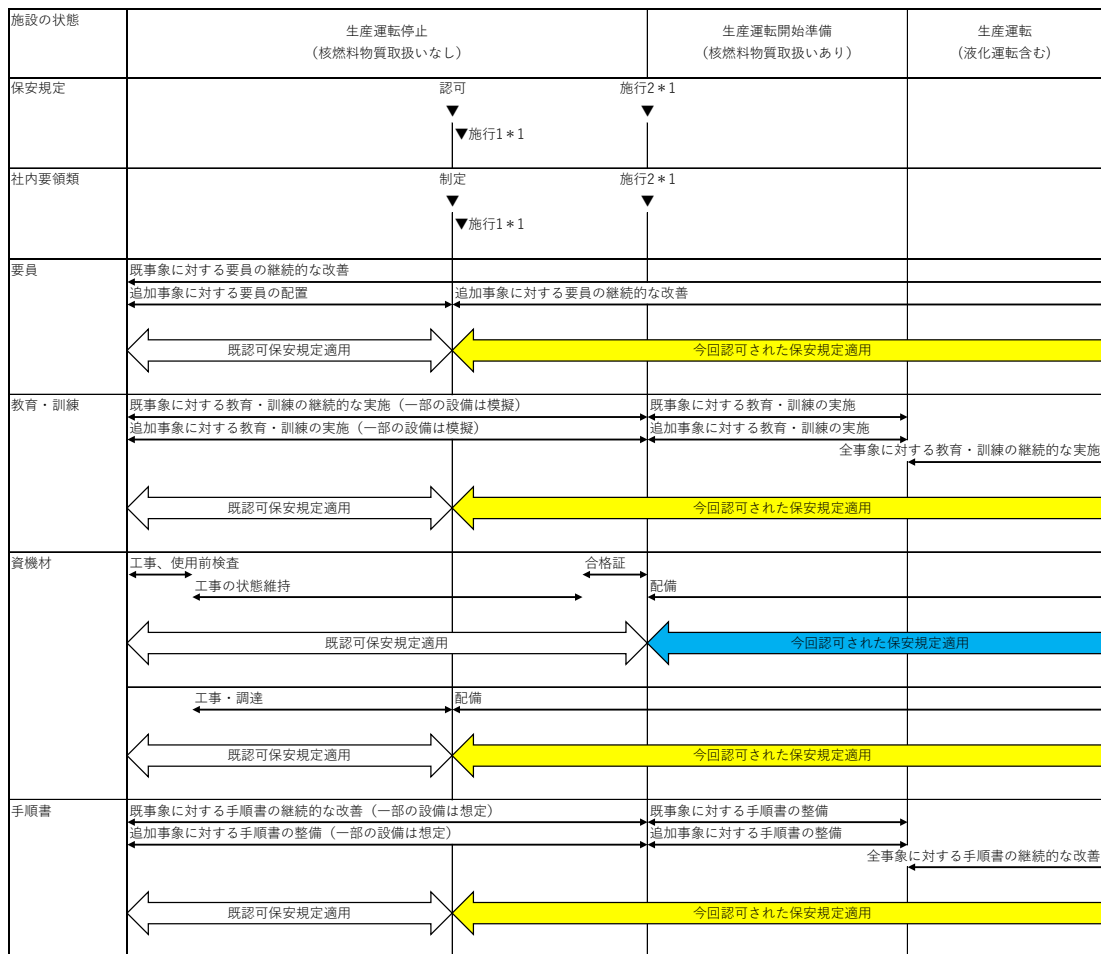 施設の状態
生産運転停止
（核燃料物質取扱いなし）
生産運転開始準備
（核燃料物質取扱いあり）
生産運転
（液化運転含む）
保安規定
認可
▼
▼施行1＊1
施行2＊1
▼
社内要領類
制定
▼
▼施行1＊1
施行2＊1
▼
要員
既事象に対する要員の継続的な改善
追加事象に対する要員の配置
追加事象に対する要員の継続的な改善
既認可保安規定適用
今回認可された保安規定適用
教育・訓練
既事象に対する教育・訓練の継続的な実施（一部の設備は模擬）
既事象に対する教育・訓練の実施
追加事象に対する教育・訓練の実施（一部の設備は模擬）
追加事象に対する教育・訓練の実施
全事象に対する教育・訓練の継続的な実施
既認可保安規定適用
今回認可された保安規定適用
資機材
工事、使用前検査
合格証
工事の状態維持
配備
既認可保安規定適用
今回認可された保安規定適用
工事・調達
配備
既認可保安規定適用
今回認可された保安規定適用
手順書
既事象に対する手順書の継続的な改善（一部の設備は想定）
既事象に対する手順書の整備
追加事象に対する手順書の整備（一部の設備は想定）
追加事象に対する手順書の整備
全事象に対する手順書の継続的な改善
既認可保安規定適用
今回認可された保安規定適用